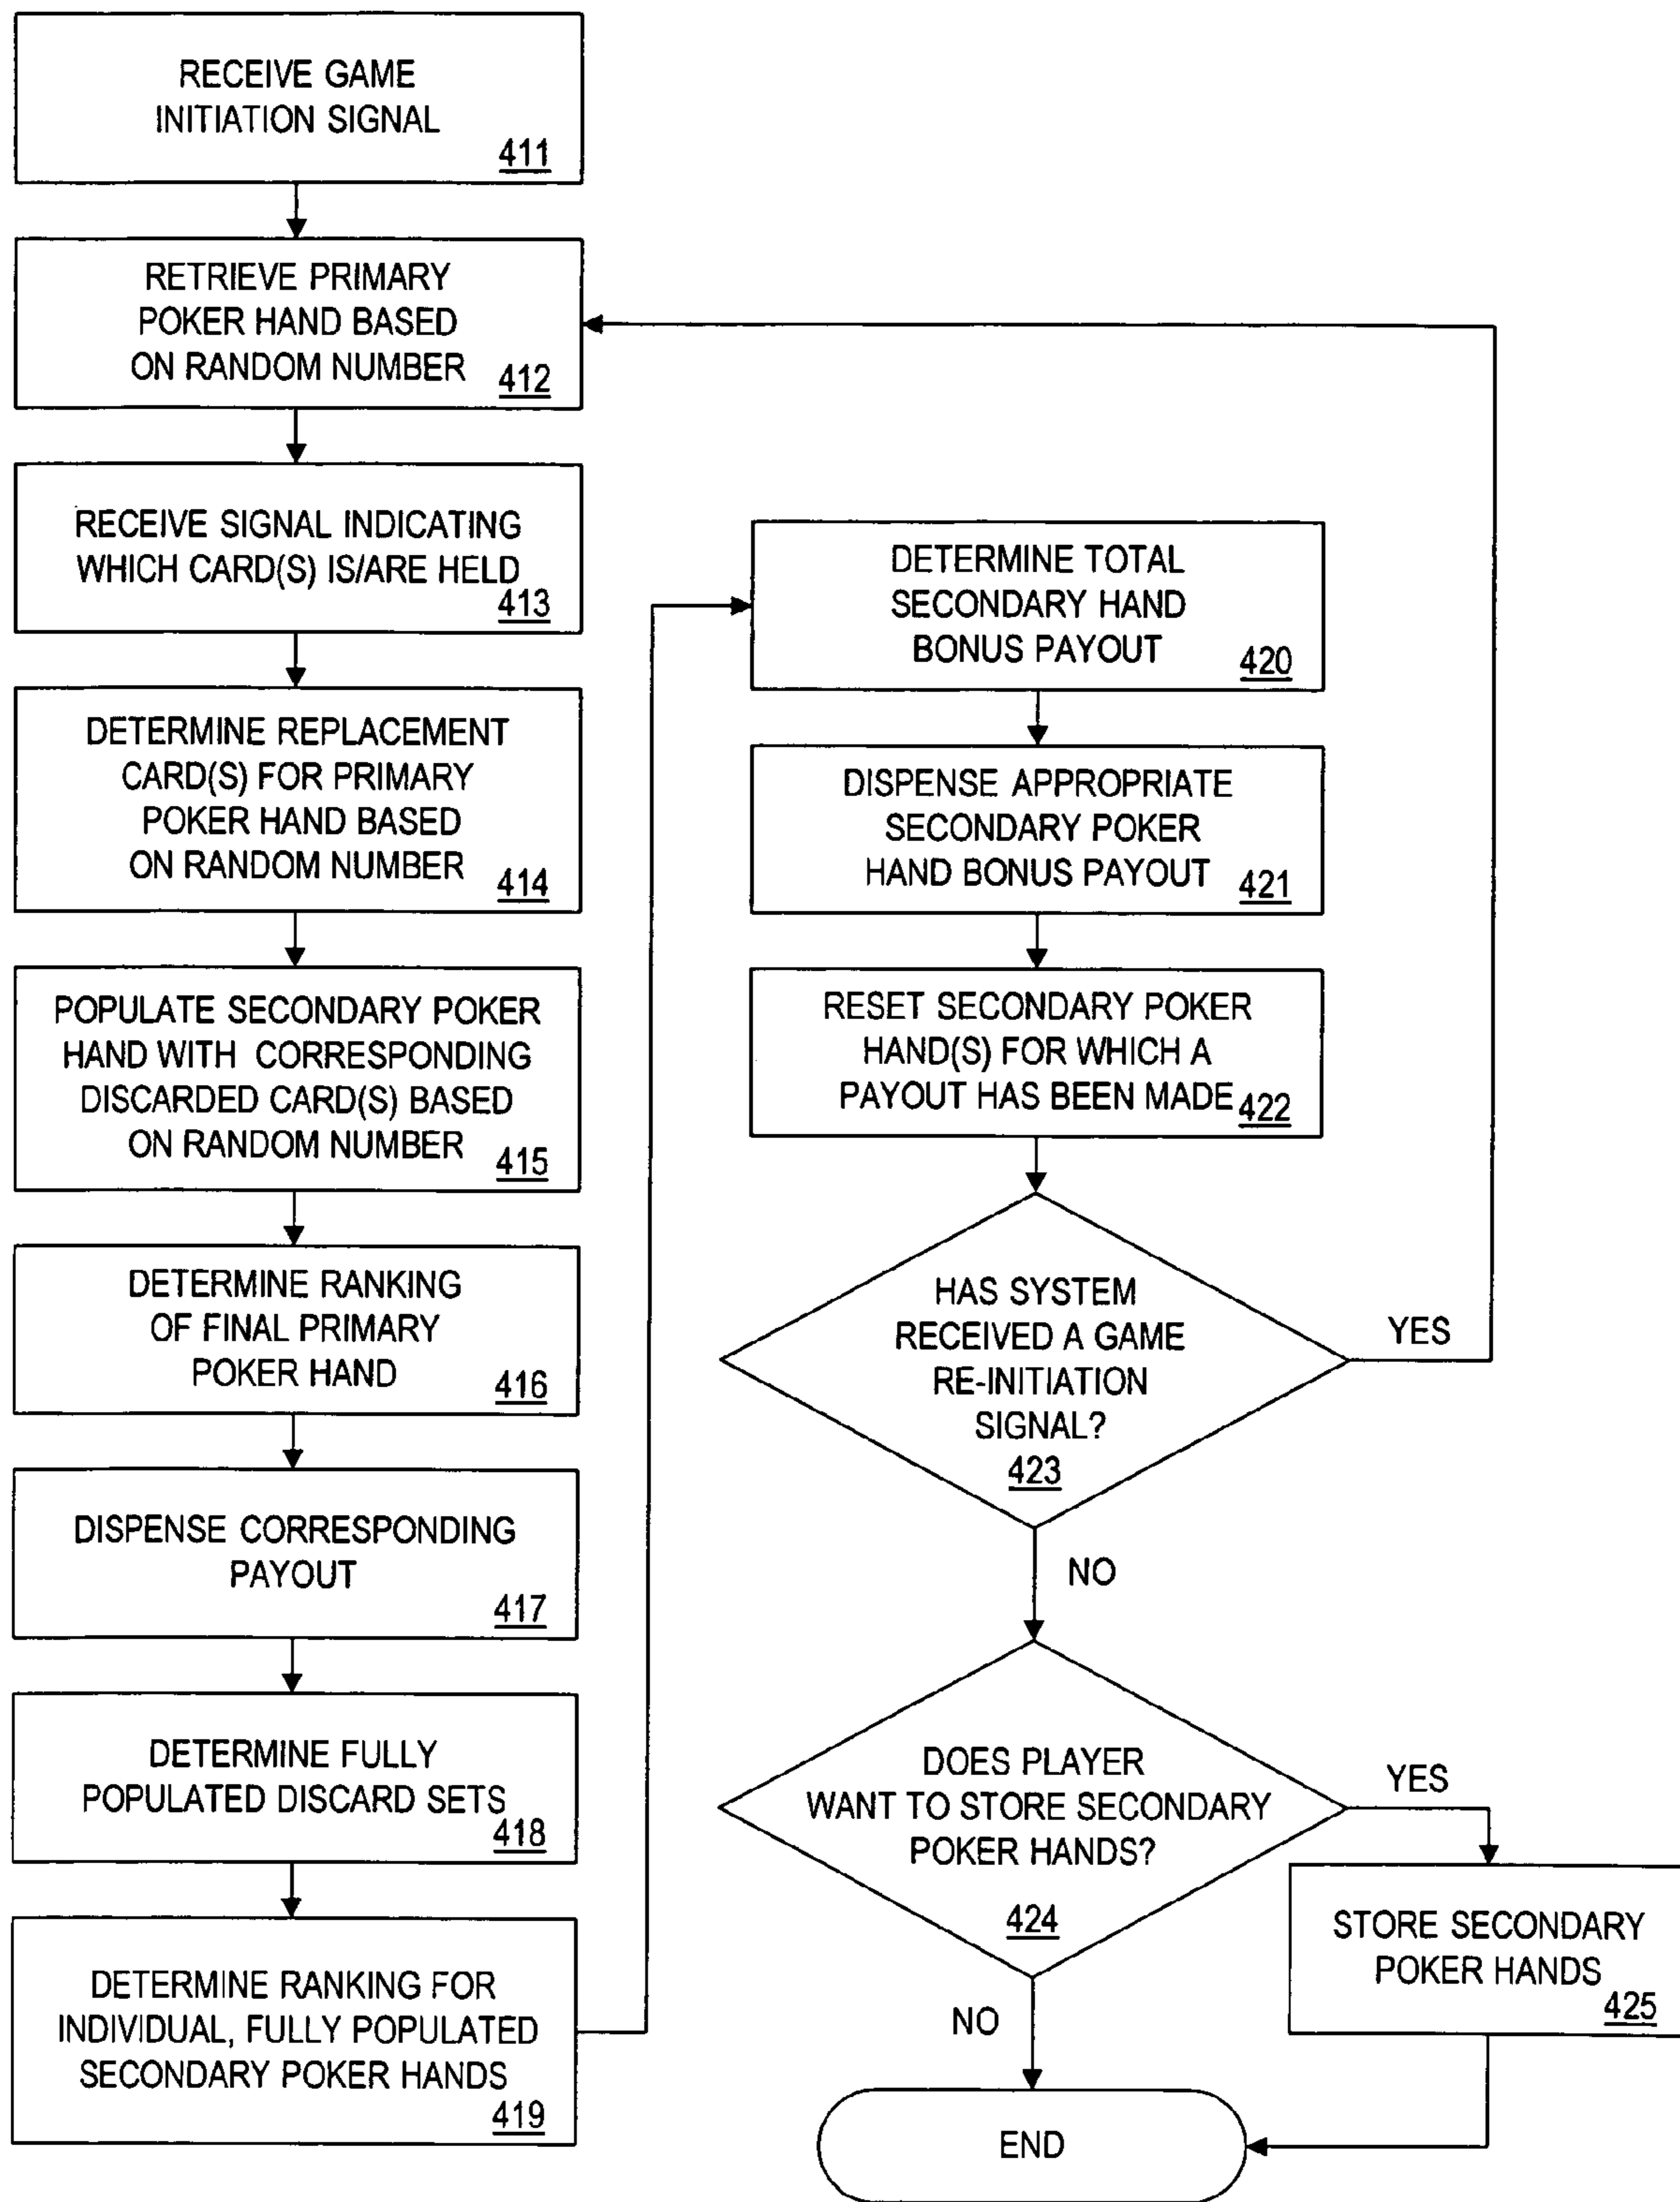 RECEIVE GAME
INITIATION SIGNAL
411
RETRIEVE PRIMARY
POKER HAND BASED
ON RANDOM NUMBER
412
RECEIVE SIGNAL INDICATING
WHICH CARD(S) IS/ARE HELD
413
DETERMINE REPLACEMENT
CARD(S) FOR PRIMARY
POKER HAND BASED
ON RANDOM NUMBER
414
POPULATE SECONDARY POKER
HAND WITH CORRESPONDING
DISCARDED CARD(S) BASED
ON RANDOM NUMBER
415
DETERMINE RANKING
OF FINAL PRIMARY
POKER HAND
416
DISPENSE CORRESPONDING
PAYOUT
417
DETERMINE FULLY
POPULATED DISCARD SETS
418
DETERMINE RANKING FOR
INDIVIDUAL, FULLY POPULATED
SECONDARY POKER HANDS
419
DETERMINE TOTAL
SECONDARY HAND
BONUS PAYOUT
420
DISPENSE APPROPRIATE
SECONDARY POKER
HAND BONUS PAYOUT
421
RESET SECONDARY POKER
HAND(S) FOR WHICH A
PAYOUT HAS BEEN MADE
422
HAS SYSTEM
RECEIVED A GAME
RE-INITIATION
SIGNAL?
423
YES
NO
DOES PLAYER
WANT TO STORE SECONDARY
POKER HANDS?
424
YES
STORE SECONDARY
POKER HANDS
425
NO
END